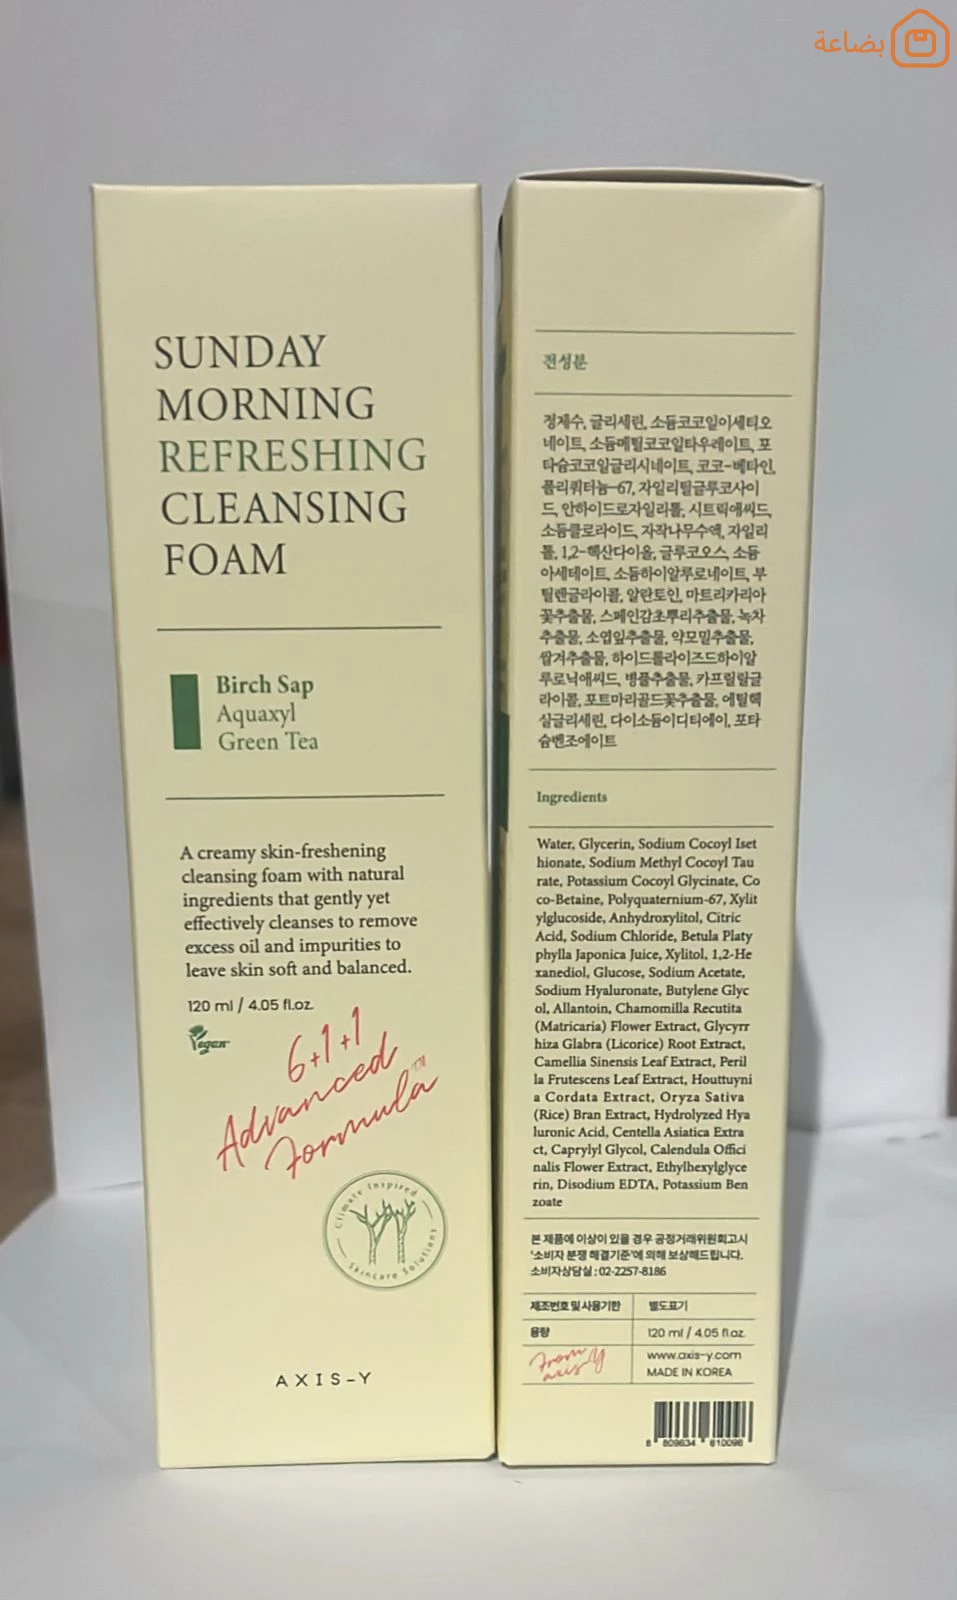 بضاعة
SUNDAY
MORNING
REFRESHING
CLEANSING
FOAM
Birch Sap
Aquaxyl
Green Tea
A creamy skin-freshening
cleansing foam with natural
ingredients that gently yet
effectively cleanses to remove
excess oil and impurities to
leave skin soft and balanced.
120 ml / 4.05 fl.oz.
Vegan
6+1+1
Advanced
Formula™
Climate Inspired
Skincare Solutions
AXIS-Y
전성분
정제수, 글리세린, 소듐코코일이세티오
네이트, 소듐메틸코코일타우레이트, 포
타슘코코일글리시네이트, 코코-베타인,
폴리쿼터늄-67, 자일리틸글루코사이
드, 안하이드로자일리톨, 시트릭애씨드,
소듐클로라이드, 자작나무수액, 자일리
톨, 1,2-헥산다이올, 글루코오스, 소듐
아세테이트, 소듐하이알루로네이트, 부
틸렌글라이콜, 알란토인, 마트리카리아
꽃추출물, 스페인감초뿌리추출물, 녹차
추출물, 소엽잎추출물, 약모밀추출물,
쌀겨추출물, 하이드롤라이즈드하이알
루로닉애씨드, 병풀추출물, 카프릴릴글
라이콜, 포트마리골드꽃추출물, 에틸헥
실글리세린, 다이소듐이디티에이, 포타
슘벤조에이트
Ingredients
Water, Glycerin, Sodium Cocoyl Iset
hionate, Sodium Methyl Cocoyl Tau
rate, Potassium Cocoyl Glycinate, Co
co-Betaine, Polyquaternium-67, Xylit
ylglucoside, Anhydroxylitol, Citric
Acid, Sodium Chloride, Betula Platy
phylla Japonica Juice, Xylitol, 1,2-He
xanediol, Glucose, Sodium Acetate,
Sodium Hyaluronate, Butylene Glyc
ol, Allantoin, Chamomilla Recutita
(Matricaria) Flower Extract, Glycyrr
hiza Glabra (Licorice) Root Extract,
Camellia Sinensis Leaf Extract, Peril
la Frutescens Leaf Extract, Houttuyni
a Cordata Extract, Oryza Sativa
(Rice) Bran Extract, Hydrolyzed Hya
luronic Acid, Centella Asiatica Extra
ct, Caprylyl Glycol, Calendula Offici
nalis Flower Extract, Ethylhexylglyce
rin, Disodium EDTA, Potassium Ben
zoate
본 제품에 이상이 있을 경우 공정거래위원회고시
'소비자 분쟁 해결기준'에 의해 보상해드립니다.
소비자상담실 : 02-2257-8186
제조번호 및 사용기한 별도표기
용량 120 ml / 4.05 fl.oz.
From axis-y
www.axis-y.com
MADE IN KOREA
8 809634 610096